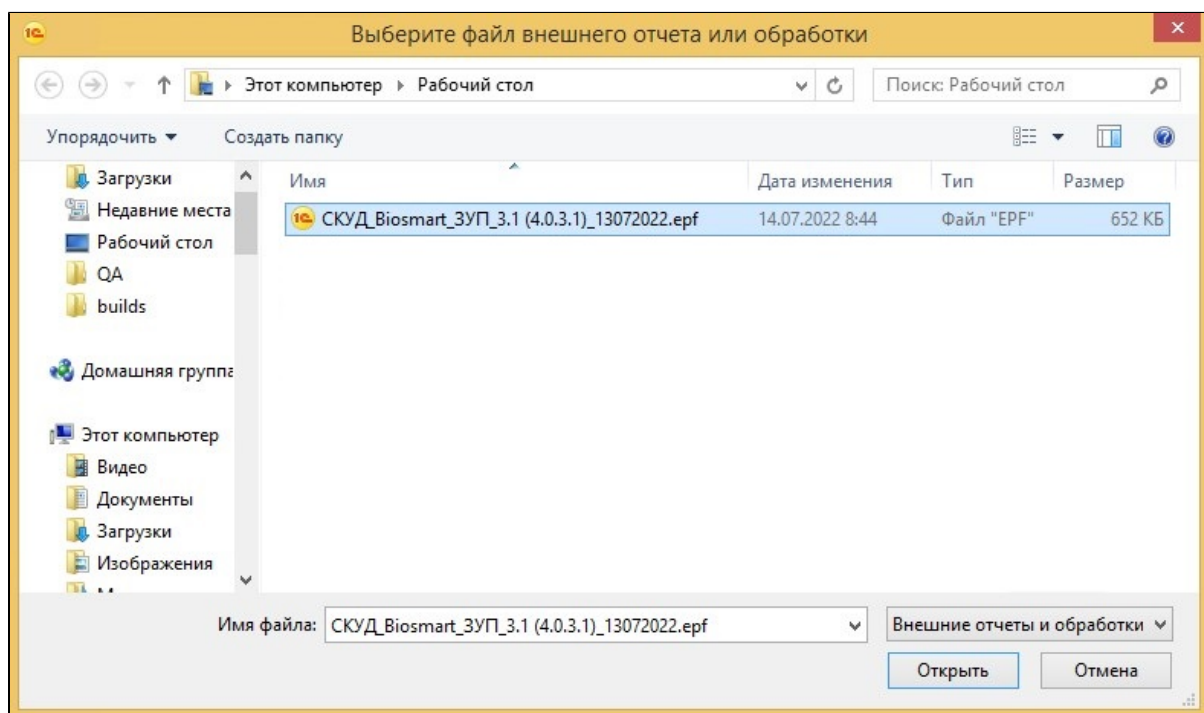 1С
Выберите файл внешнего отчета или обработки
Этот компьютер Рабочий стол
Поиск: Рабочий стол
Упорядочить
Создать папку
Загрузки
Недавние места
Рабочий стол
QA
builds
Домашняя группа
Этот компьютер
Видео
Документы
Загрузки
Изображения
Имя Дата изменения Тип Размер
1С СКУД_Biosmart_ЗУП_3.1 (4.0.3.1)_13072022.epf 14.07.2022 8:44 Файл "EPF" 652 КБ
Имя файла: СКУД_Biosmart_ЗУП_3.1 (4.0.3.1)_13072022.epf
Внешние отчеты и обработки
Открыть
Отмена